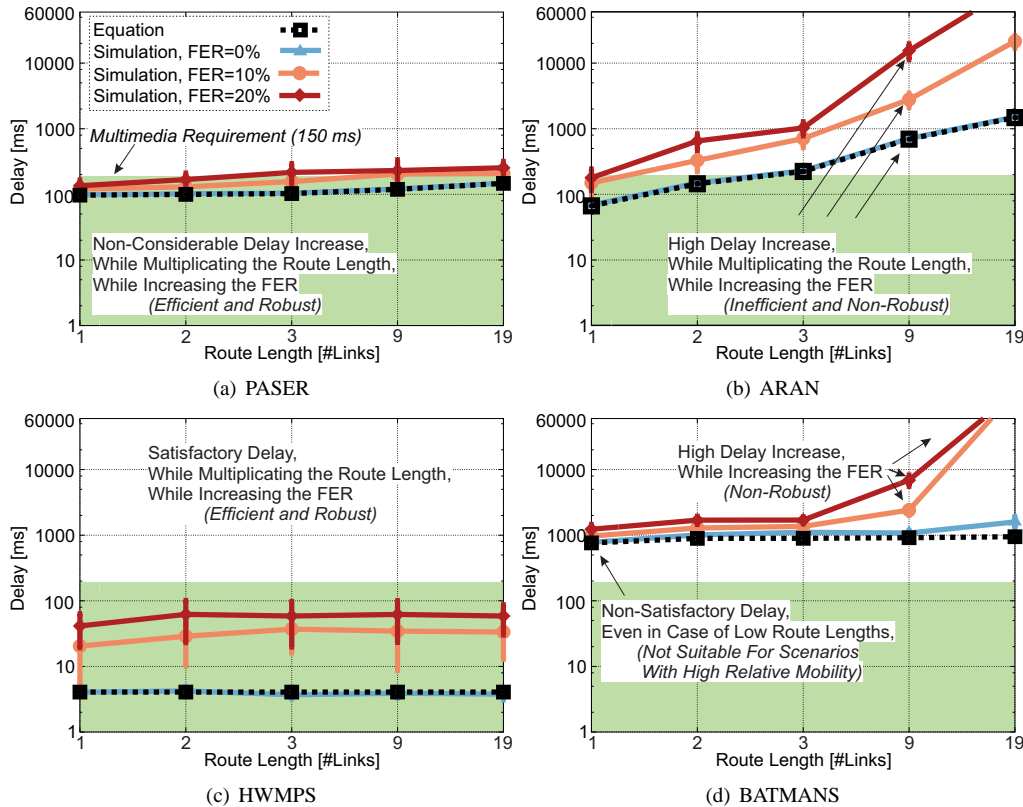 60000
10000
1000
100
10
1
Delay [ms]
Equation
Simulation, FER=0%
Simulation, FER=10%
Simulation, FER=20%
Multimedia Requirement (150 ms)
Non-Considerable Delay Increase,
While Multiplicating the Route Length,
While Increasing the FER
(Efficient and Robust)
1 2 3 9 19
Route Length [#Links]
(a) PASER
60000
10000
1000
100
10
1
Delay [ms]
High Delay Increase,
While Multiplicating the Route Length,
While Increasing the FER
(Inefficient and Non-Robust)
1 2 3 9 19
Route Length [#Links]
(b) ARAN
60000
10000
1000
100
10
1
Delay [ms]
Satisfactory Delay,
While Multiplicating the Route Length,
While Increasing the FER
(Efficient and Robust)
1 2 3 9 19
Route Length [#Links]
(c) HWMPS
60000
10000
1000
100
10
1
Delay [ms]
High Delay Increase,
While Increasing the FER
(Non-Robust)
Non-Satisfactory Delay,
Even in Case of Low Route Lengths,
(Not Suitable For Scenarios
With High Relative Mobility)
1 2 3 9 19
Route Length [#Links]
(d) BATMANS